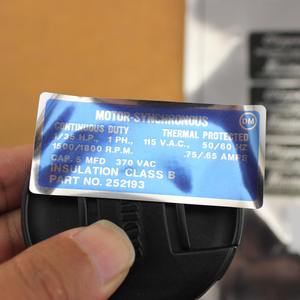 MOTOR-SYNCHRONOUS
DM
CONTINUOUS DUTY THERMAL PROTECTED
1/35 H.P., 1 PH., 115 V.A.C., 50/60 HZ
1500/1800 R.P.M. .75/.65 AMPS
CAP. 5 MFD 370 VAC
INSULATION CLASS B
PART NO. 252193